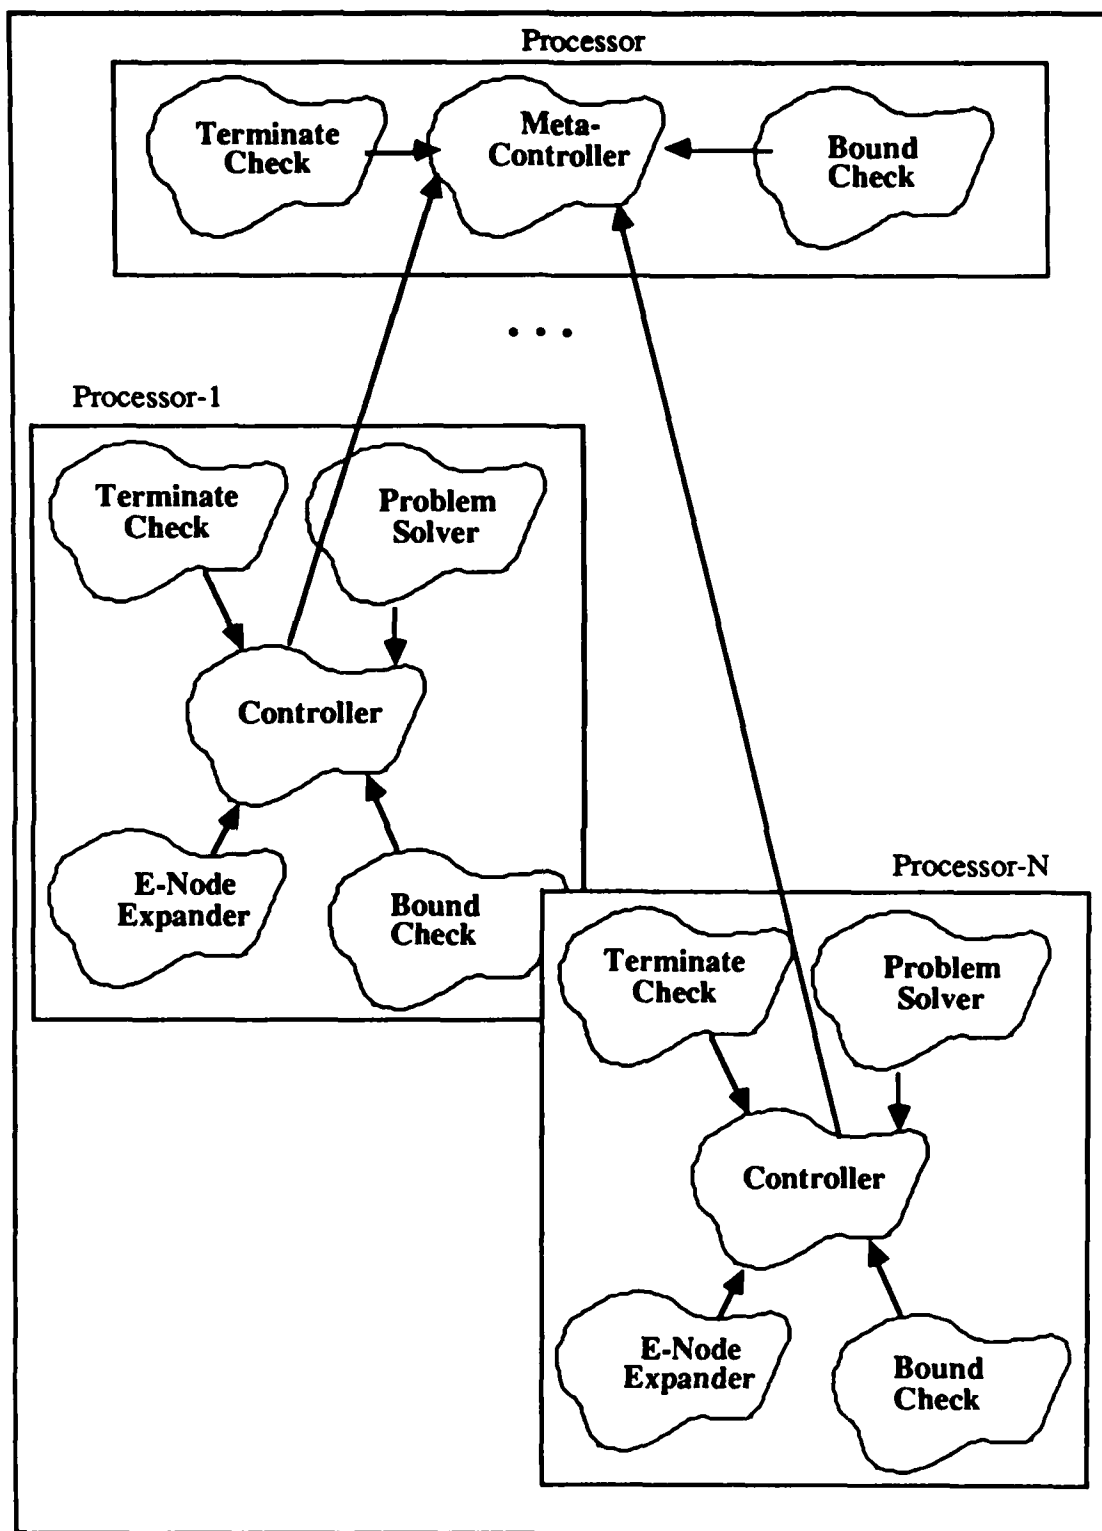 Processor
Terminate
Check
Meta-
Controller
Bound
Check
...
Processor-1
Terminate
Check
Problem
Solver
Controller
E-Node
Expander
Bound
Check
Processor-N
Terminate
Check
Problem
Solver
Controller
E-Node
Expander
Bound
Check